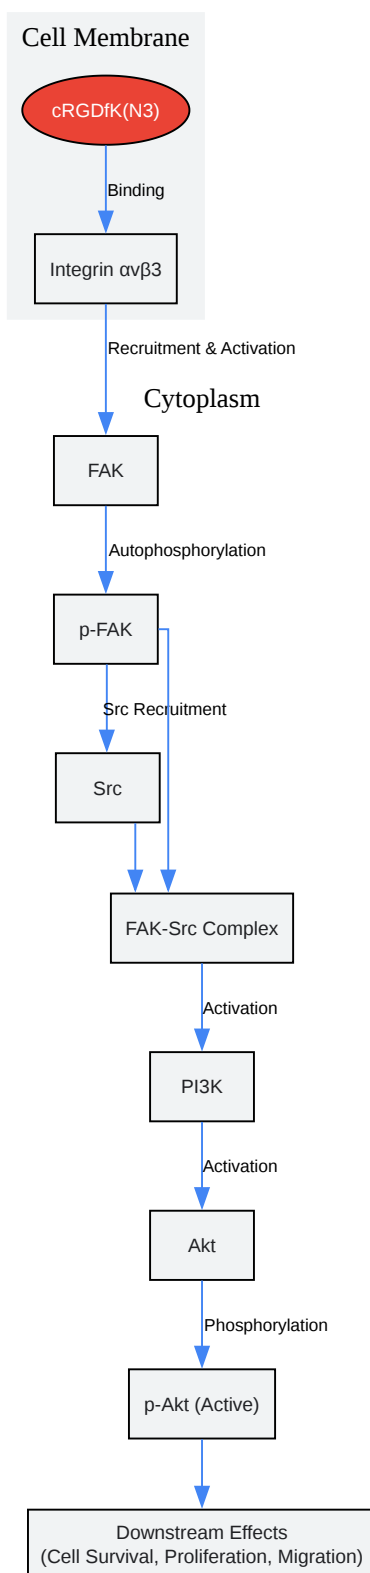 Cell Membrane
cRGDfK(N3)
Binding
Integrin αvβ3
Recruitment & Activation
Cytoplasm
FAK
Autophosphorylation
p-FAK
Src Recruitment
Src
FAK-Src Complex
Activation
PI3K
Activation
Akt
Phosphorylation
p-Akt (Active)
Downstream Effects
(Cell Survival, Proliferation, Migration)